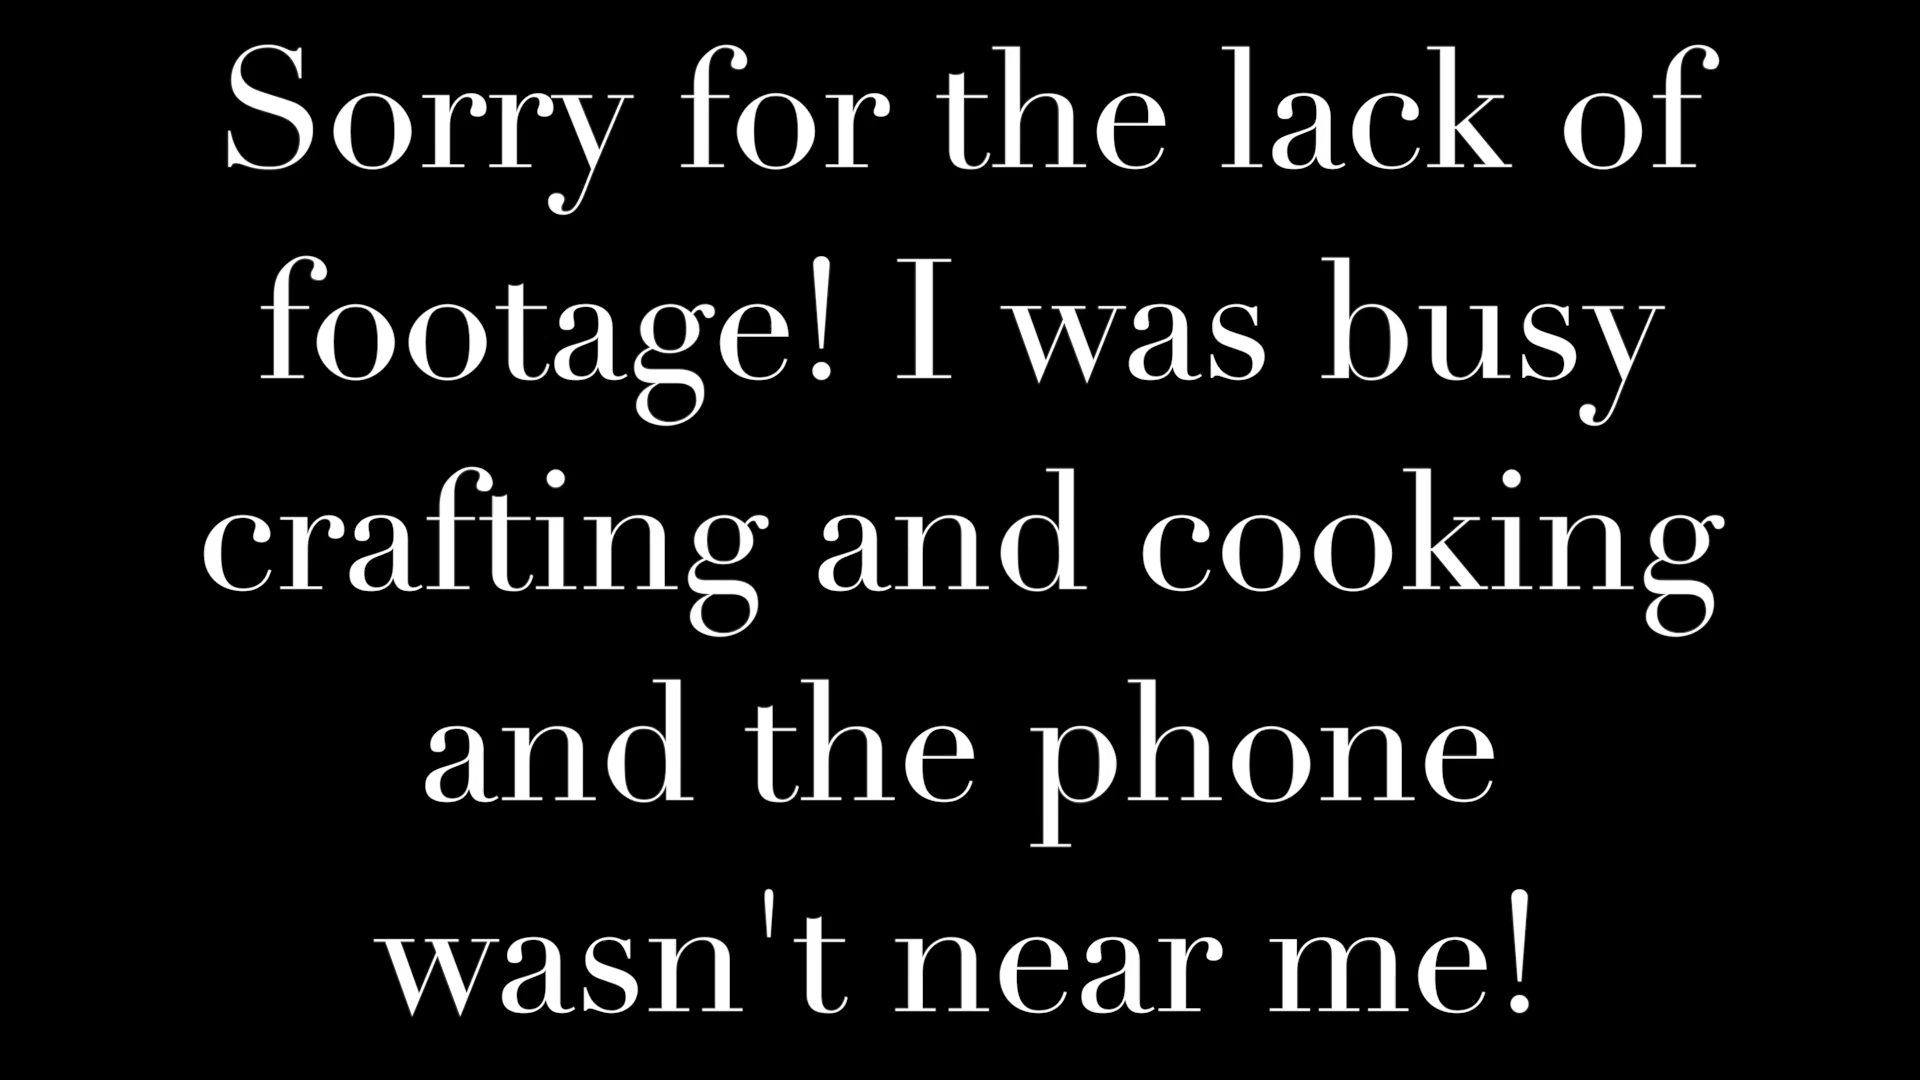 Sorry for the lack of
footage! I was busy
crafting and cooking
and the phone
wasn't near me!